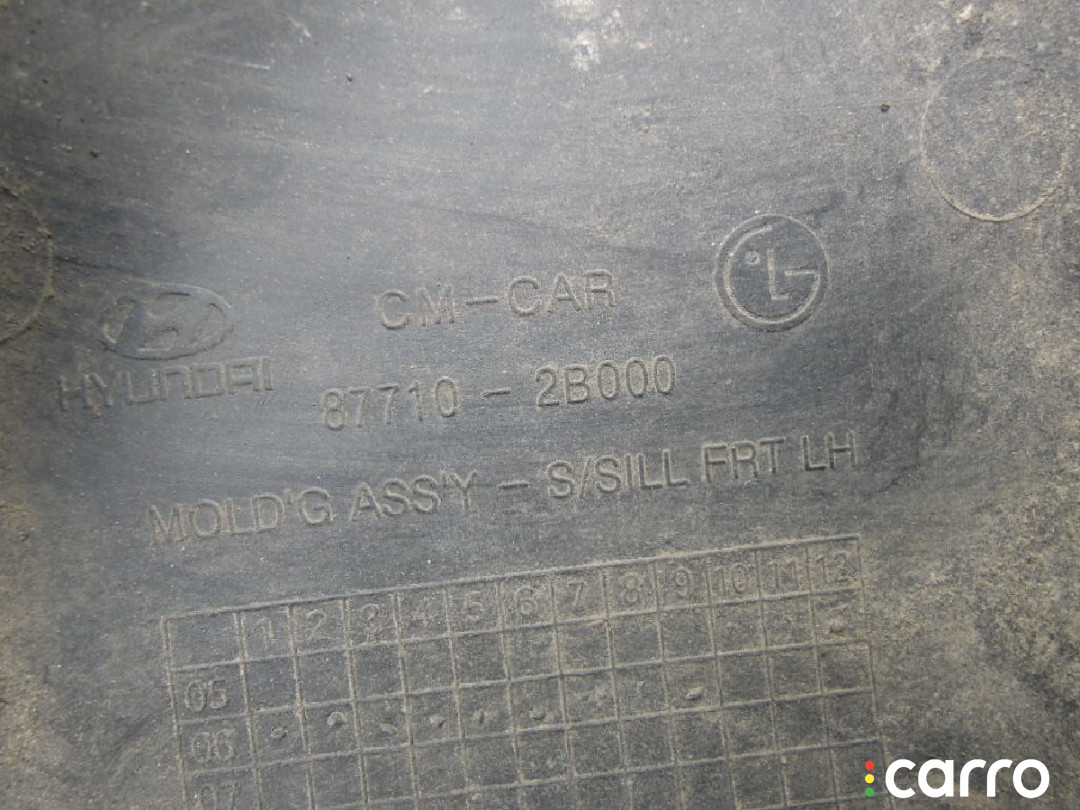 CM-CAR
HYUNDAI
87710 - 2B000
MOLD'G ASS'Y - S/SILL FRT LH
1 2 3 4 5 6 7 8 9 10 11 12
05
06
07
carro